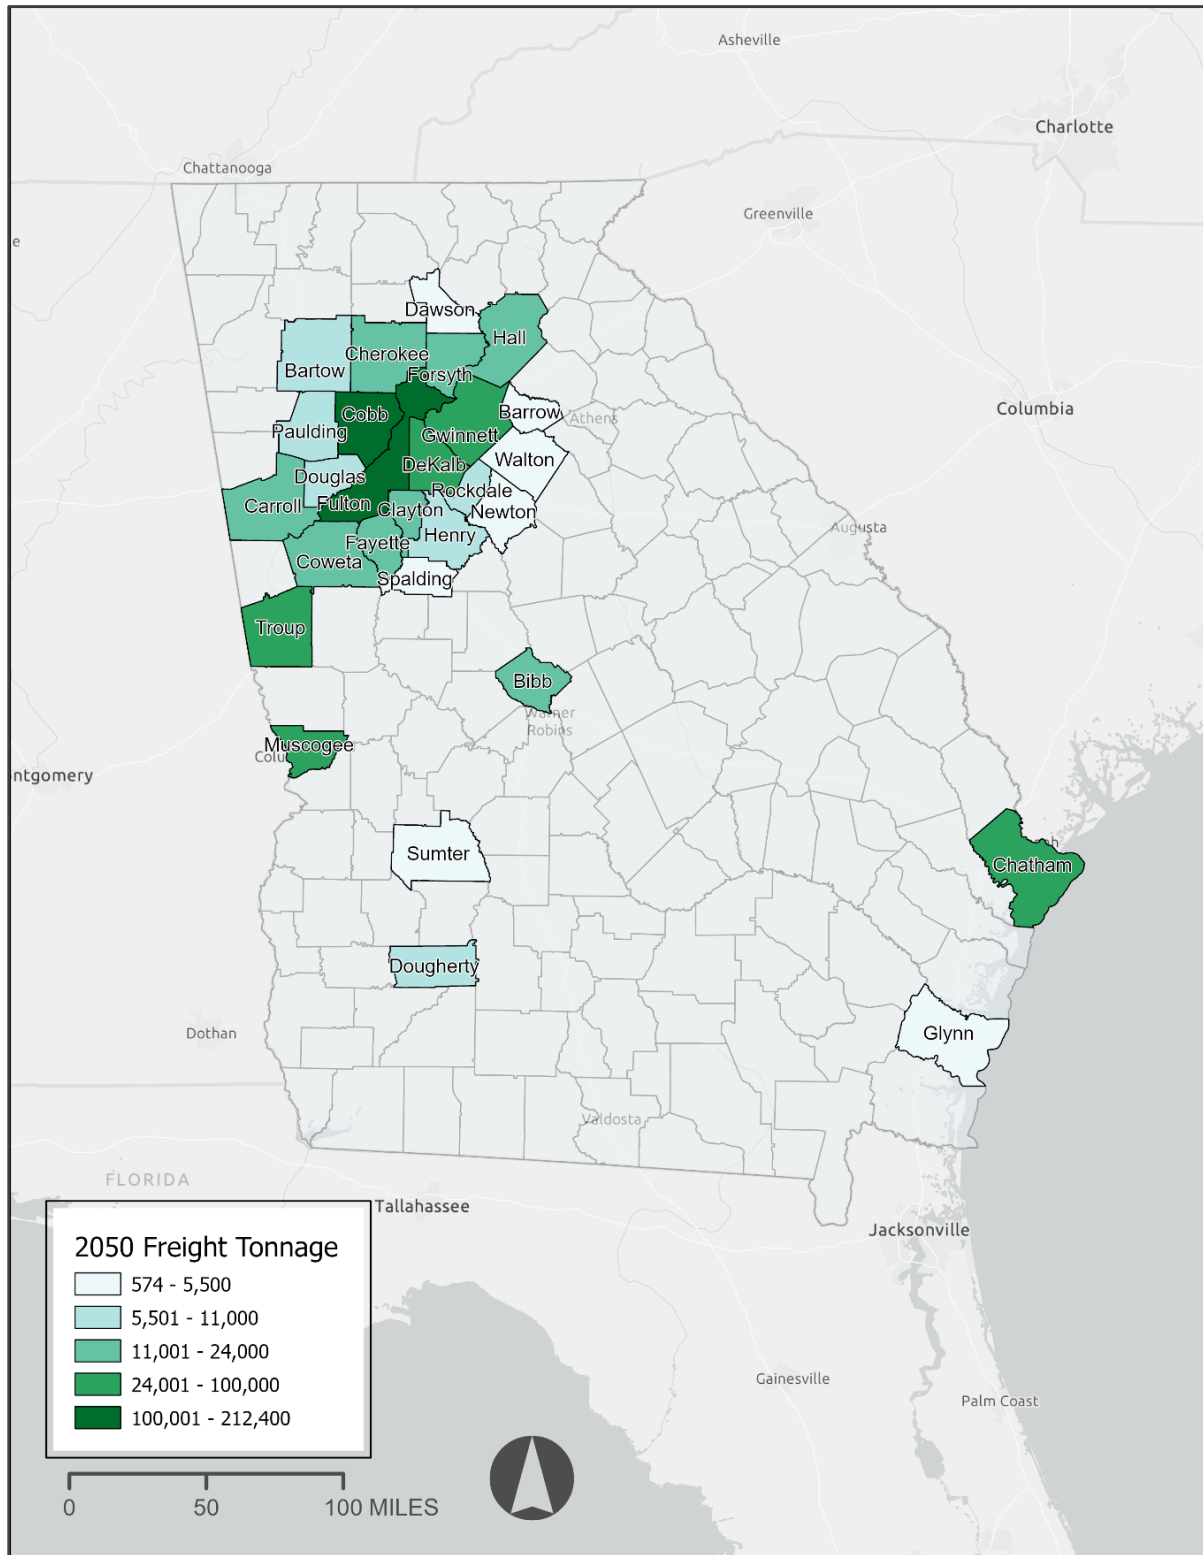 Asheville
Charlotte
Chattanooga
Greenville
e
Dawson
Hall
Cherokee
Bartow
Forsyth
Columbia
Barrow
Cobb
Athens
Paulding
Gwinnett
Walton
DeKalb
Douglas
Rockdale
Carroll
Fulton
Clayton
Newton
Augusta
Henry
Fayette
Coweta
Spalding
Troup
Bibb
Warner
Robins
Muscogee
Colu
ntgomery
Sumter
ah
Chatham
Dougherty
Dothan
Glynn
Valdosta
FLORIDA
Tallahassee
Jacksonville
2050 Freight Tonnage
574 - 5,500
5,501 - 11,000
11,001 - 24,000
24,001 - 100,000
100,001 - 212,400
Gainesville
Palm Coast
0 50 100 MILES